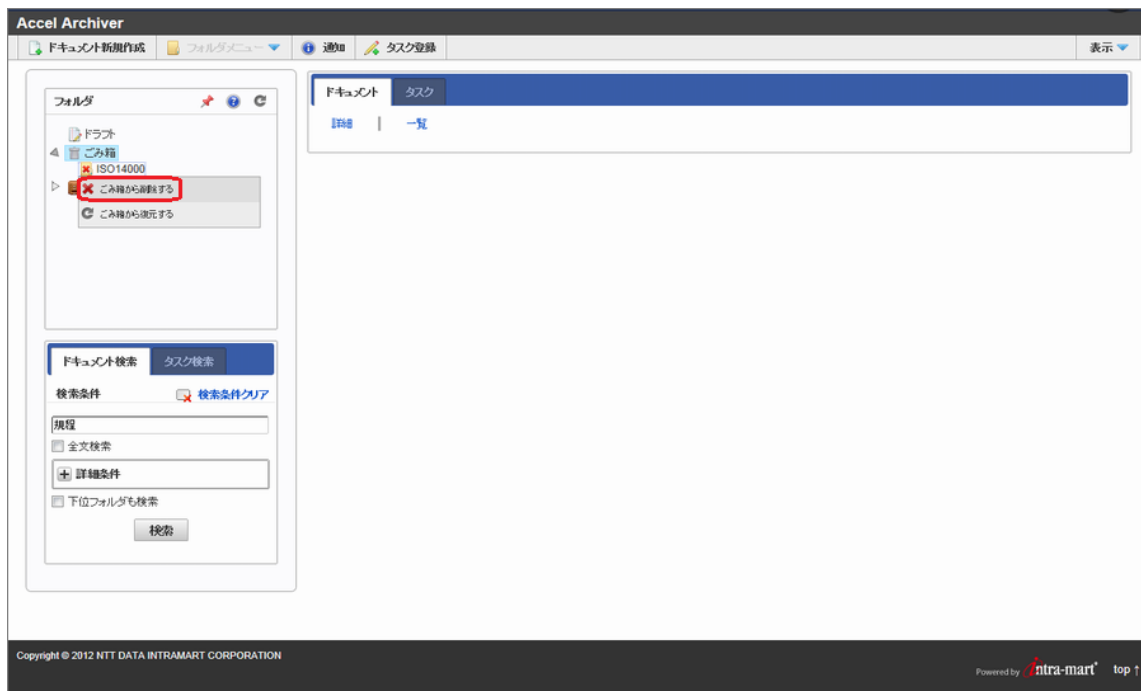 Accel Archiver
ドキュメント新規作成 フォルダメニュー 通知 タスク登録 表示
フォルダ
ドラフト
ごみ箱
ISO14000
ごみ箱から削除する
ごみ箱から復元する
ドキュメント タスク
詳細 | 一覧
ドキュメント検索 タスク検索
検索条件 検索条件クリア
規程
全文検索
詳細条件
下位フォルダも検索
検索
Copyright © 2012 NTT DATA INTRAMART CORPORATION
Powered by intra-mart top ↑